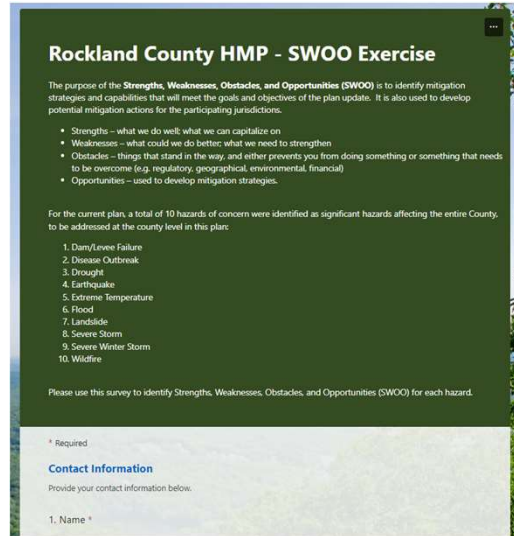 Rockland County HMP - SWOO Exercise
The purpose of the Strengths, Weaknesses, Obstacles, and Opportunities (SWOO) is to identify mitigation
strategies and capabilities that will meet the goals and objectives of the plan update. It is also used to develop
potential mitigation actions for the participating jurisdictions.
• Strengths – what we do well; what we can capitalize on
• Weaknesses – what could we do better; what we need to strengthen
• Obstacles – things that stand in the way, and either prevents you from doing something or something that needs
to be overcome (e.g. regulatory, geographical, environmental, financial)
• Opportunities – used to develop mitigation strategies.
For the current plan, a total of 10 hazards of concern were identified as significant hazards affecting the entire County,
to be addressed at the county level in this plan:
1. Dam/Levee Failure
2. Disease Outbreak
3. Drought
4. Earthquake
5. Extreme Temperature
6. Flood
7. Landslide
8. Severe Storm
9. Severe Winter Storm
10. Wildfire
Please use this survey to identify Strengths, Weaknesses, Obstacles, and Opportunities (SWOO) for each hazard.
* Required
Contact Information
Provide your contact information below.
1. Name *